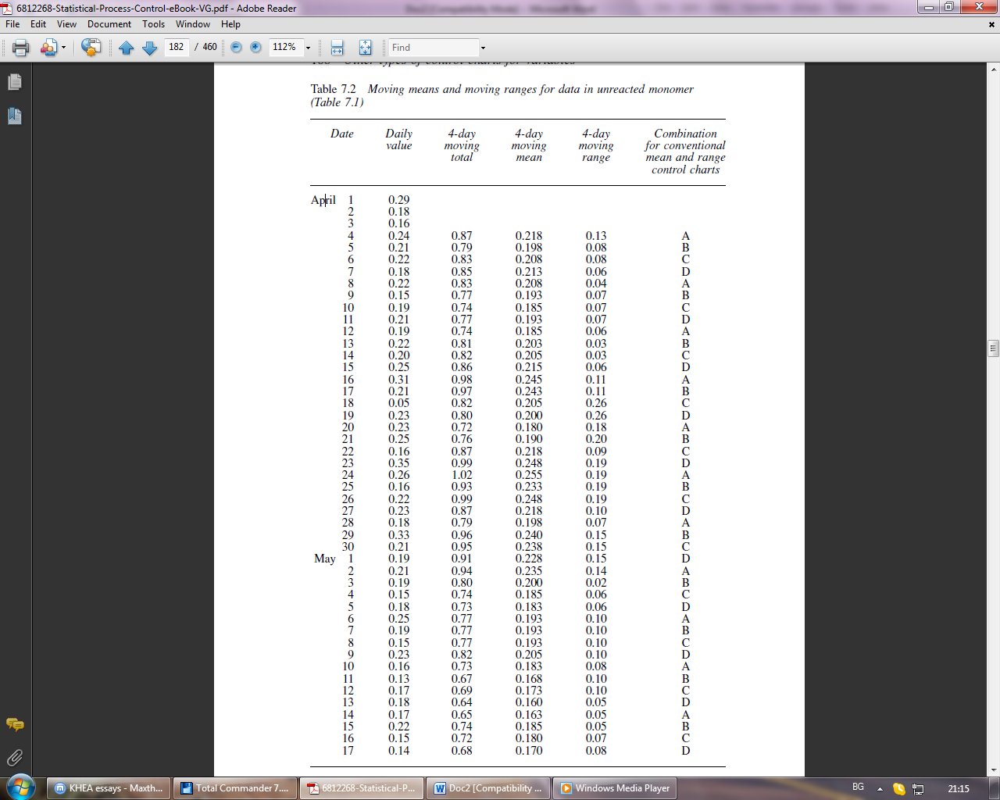 6812268-Statistical-Process-Control-eBook-VG.pdf - Adobe Reader
File Edit View Document Tools Window Help
182 / 460 112% Find
Other types of control charts for variables
Table 7.2 Moving means and moving ranges for data in unreacted monomer
(Table 7.1)
Date Daily 4-day 4-day 4-day Combination
value moving moving moving for conventional
total mean range mean and range
control charts
April 1 0.29
2 0.18
3 0.16
4 0.24 0.87 0.218 0.13 A
5 0.21 0.79 0.198 0.08 B
6 0.22 0.83 0.208 0.08 C
7 0.18 0.85 0.213 0.06 D
8 0.22 0.83 0.208 0.04 A
9 0.15 0.77 0.193 0.07 B
10 0.19 0.74 0.185 0.07 C
11 0.21 0.77 0.193 0.07 D
12 0.19 0.74 0.185 0.06 A
13 0.22 0.81 0.203 0.03 B
14 0.20 0.82 0.205 0.03 C
15 0.25 0.86 0.215 0.06 D
16 0.31 0.98 0.245 0.11 A
17 0.21 0.97 0.243 0.11 B
18 0.05 0.82 0.205 0.26 C
19 0.23 0.80 0.200 0.26 D
20 0.23 0.72 0.180 0.18 A
21 0.25 0.76 0.190 0.20 B
22 0.16 0.87 0.218 0.09 C
23 0.35 0.99 0.248 0.19 D
24 0.26 1.02 0.255 0.19 A
25 0.16 0.93 0.233 0.19 B
26 0.22 0.99 0.248 0.19 C
27 0.23 0.87 0.218 0.10 D
28 0.18 0.79 0.198 0.07 A
29 0.33 0.96 0.240 0.15 B
30 0.21 0.95 0.238 0.15 C
May 1 0.19 0.91 0.228 0.15 D
2 0.21 0.94 0.235 0.14 A
3 0.19 0.80 0.200 0.02 B
4 0.15 0.74 0.185 0.06 C
5 0.18 0.73 0.183 0.06 D
6 0.25 0.77 0.193 0.10 A
7 0.19 0.77 0.193 0.10 B
8 0.15 0.77 0.193 0.10 C
9 0.23 0.82 0.205 0.10 D
10 0.16 0.73 0.183 0.08 A
11 0.13 0.67 0.168 0.10 B
12 0.17 0.69 0.173 0.10 C
13 0.18 0.64 0.160 0.05 D
14 0.17 0.65 0.163 0.05 A
15 0.22 0.74 0.185 0.05 B
16 0.15 0.72 0.180 0.07 C
17 0.14 0.68 0.170 0.08 D
KHEA essays - Maxth... Total Commander 7.... 6812268-Statistical-P... Doc2 [Compatibility ... Windows Media Player BG 21:15